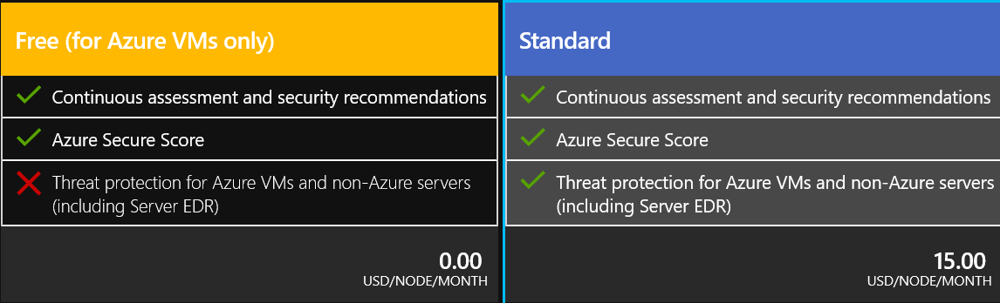 Free (for Azure VMs only)
Continuous assessment and security recommendations
Azure Secure Score
Threat protection for Azure VMs and non-Azure servers
(including Server EDR)
0.00
USD/NODE/MONTH
Standard
Continuous assessment and security recommendations
Azure Secure Score
Threat protection for Azure VMs and non-Azure servers
(including Server EDR)
15.00
USD/NODE/MONTH